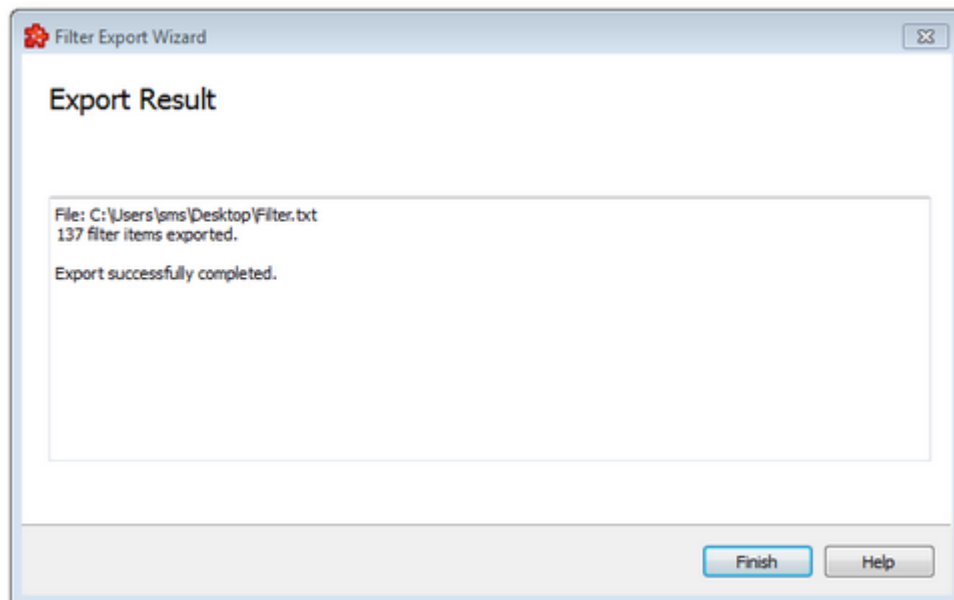 Filter Export Wizard
Export Result
File: C:\Users\sms\Desktop\Filter.txt
137 filter items exported.
Export successfully completed.
Finish
Help